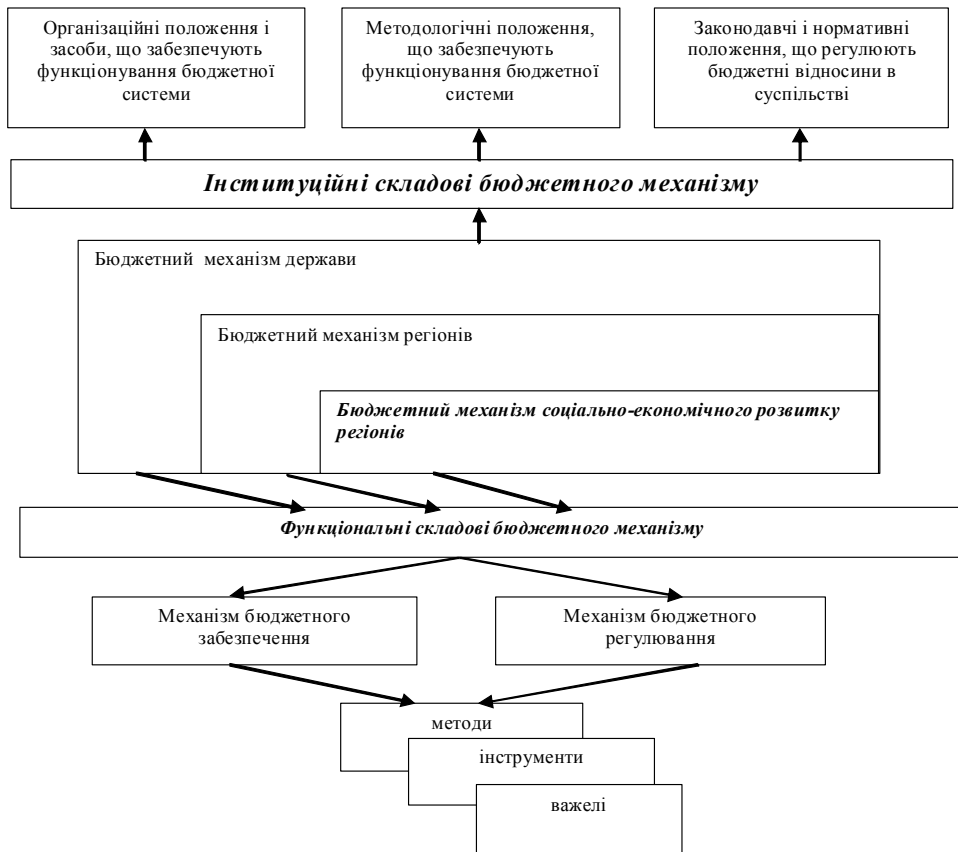 Організаційні положення і
засоби, що забезпечують
функціонування бюджетної
системи
Методологічні положення,
що забезпечують
функціонування бюджетної
системи
Законодавчі і нормативні
положення, що регулюють
бюджетні відносини в
суспільстві
Інституційні складові бюджетного механізму
Бюджетний механізм держави
Бюджетний механізм регіонів
Бюджетний механізм соціально-економічного розвитку
регіонів
Функціональні складові бюджетного механізму
Механізм бюджетного
забезпечення
Механізм бюджетного
регулювання
методи
інструменти
важелі